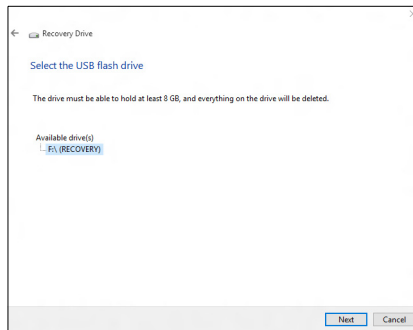 Recovery Drive
Select the USB flash drive
The drive must be able to hold at least 8 GB, and everything on the drive will be deleted.
Available drive(s)
F:\ (RECOVERY)
Next Cancel